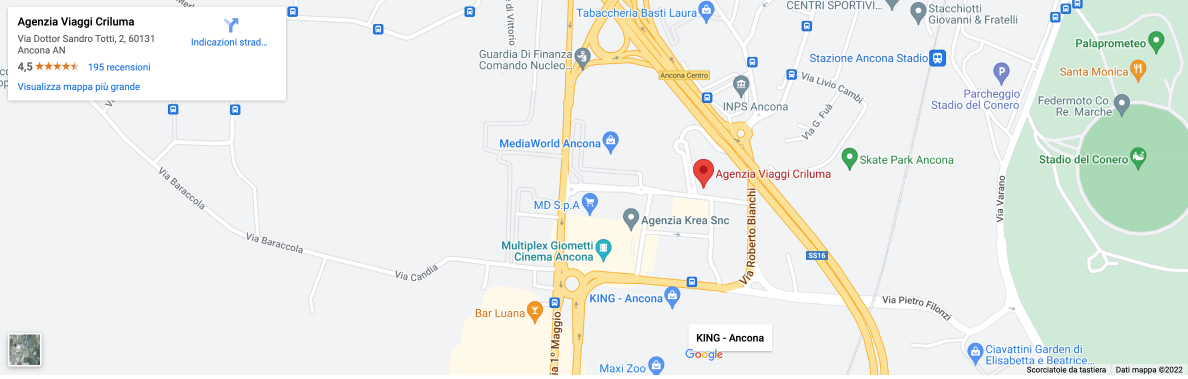 Agenzia Viaggi Criluma
Via Dottor Sandro Totti, 2, 60131
Ancona AN
Indicazioni strad...
4,5
195 recensioni
Visualizza mappa più grande
di Vittorio
Tabaccheria Basti Laura
CENTRI SPORTIVI...
Stacchiotti
Giovanni & Fratelli
Palaprometeo
Guardia Di Finanza
Comando Nucleo...
Stazione Ancona Stadio
Ancona Centro
Santa Monica
INPS Ancona
Via Livio Cambi
Parcheggio
Stadio del Conero
Federmoto Co.
Re. Marche
Via G. Fuà
MediaWorld Ancona
Skate Park Ancona
Stadio del Conero
Agenzia Viaggi Criluma
Via Baraccola
MD S.p.A
Agenzia Krea Snc
Via Roberto Bianchi
Via Varano
Via Baraccola
Multiplex Giometti
Cinema Ancona
SS16
Via Candia
KING - Ancona
Via Pietro Filonzi
Bar Luana
Via 1° Maggio
KING - Ancona
Google
Ciavattini Garden di
Elisabetta e Beatrice...
Maxi Zoo
Scorciatoie da tastiera
Dati mappa ©2022